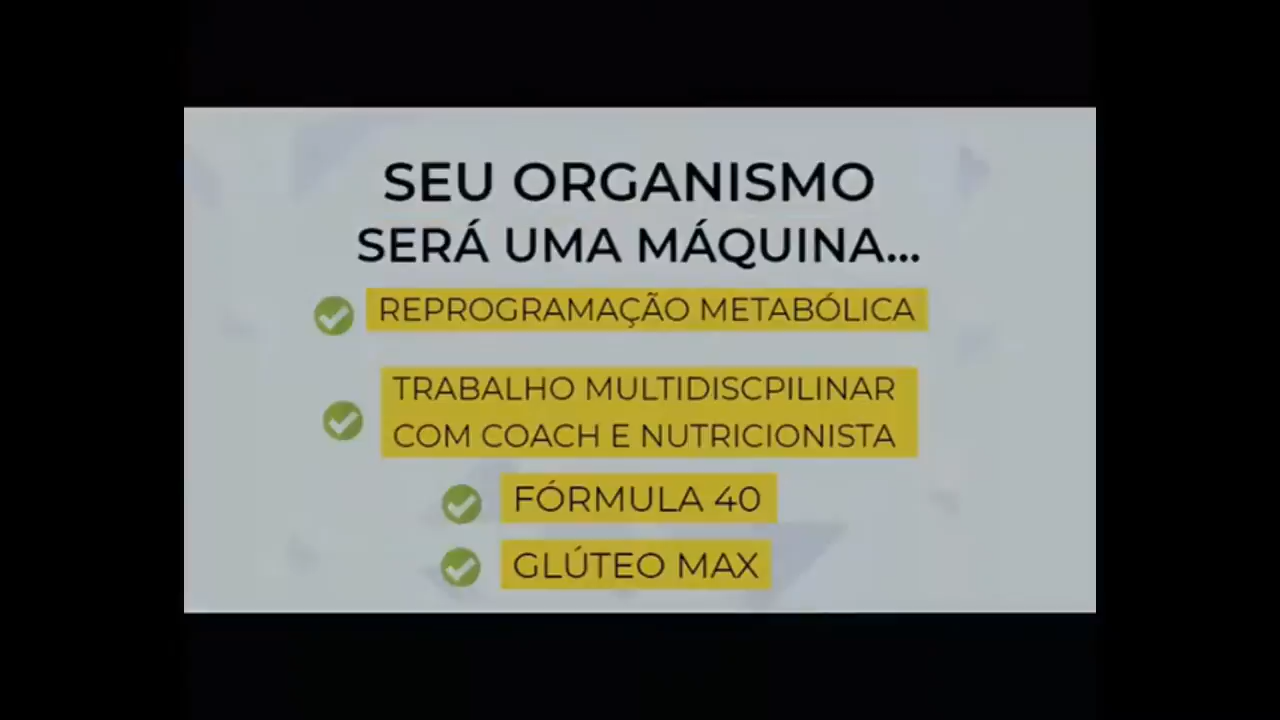 SEU ORGANISMO
SERÁ UMA MÁQUINA...
REPROGRAMAÇÃO METABÓLICA
TRABALHO MULTIDISCPILINAR
COM COACH E NUTRICIONISTA
FÓRMULA 40
GLÚTEO MAX